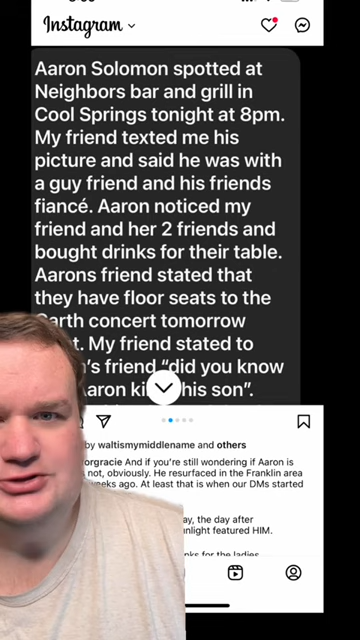 Instagram
Aaron Solomon spotted at
Neighbors bar and grill in
Cool Springs tonight at 8pm.
My friend texted me his
picture and said he was with
a guy friend and his friends
fiancé. Aaron noticed my
friend and her 2 friends and
bought drinks for their table.
Aarons friend stated that
they have floor seats to the
Garth concert tomorrow
My friend stated to
friend “did you know
Aaron his son”.
by waltismymiddlename and others
And if you're still wondering if Aaron is
not, obviously. He resurfaced in the Franklin area
weeks ago. At least that is when our DMs started
the day after
featured HIM.
for the ladies